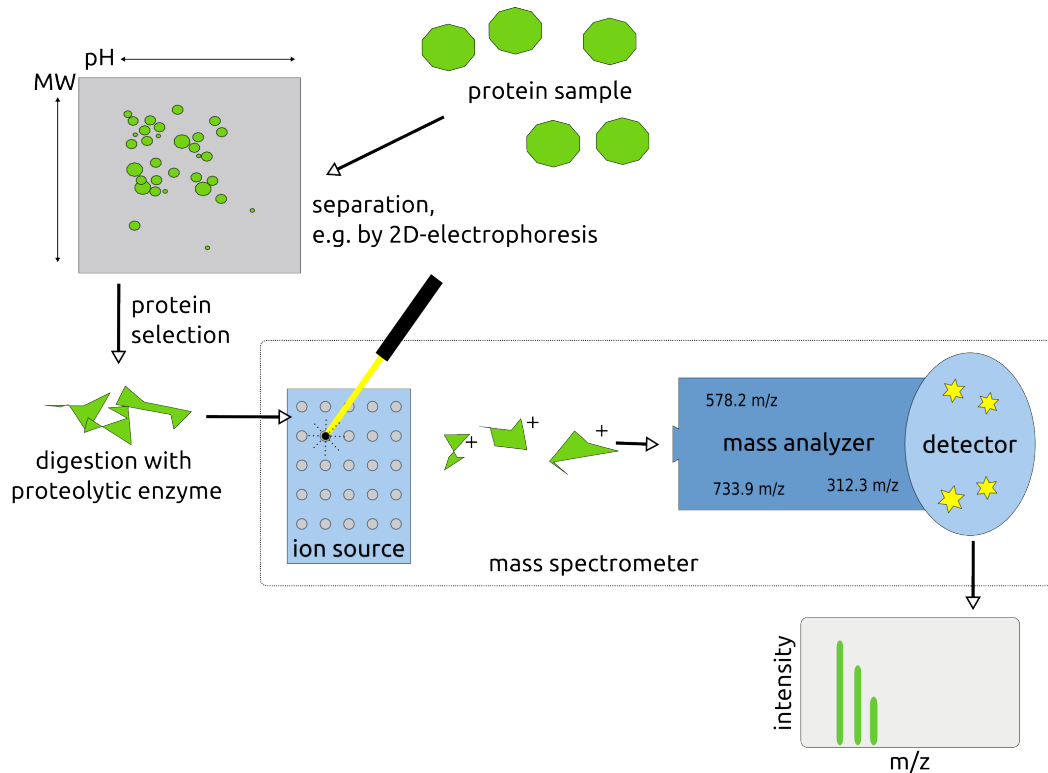 pH
MW
protein sample
separation,
e.g. by 2D-electrophoresis
protein
selection
digestion with
proteolytic enzyme
ion source
+
+
+
578.2 m/z
mass analyzer
733.9 m/z
312.3 m/z
detector
mass spectrometer
intensity
m/z